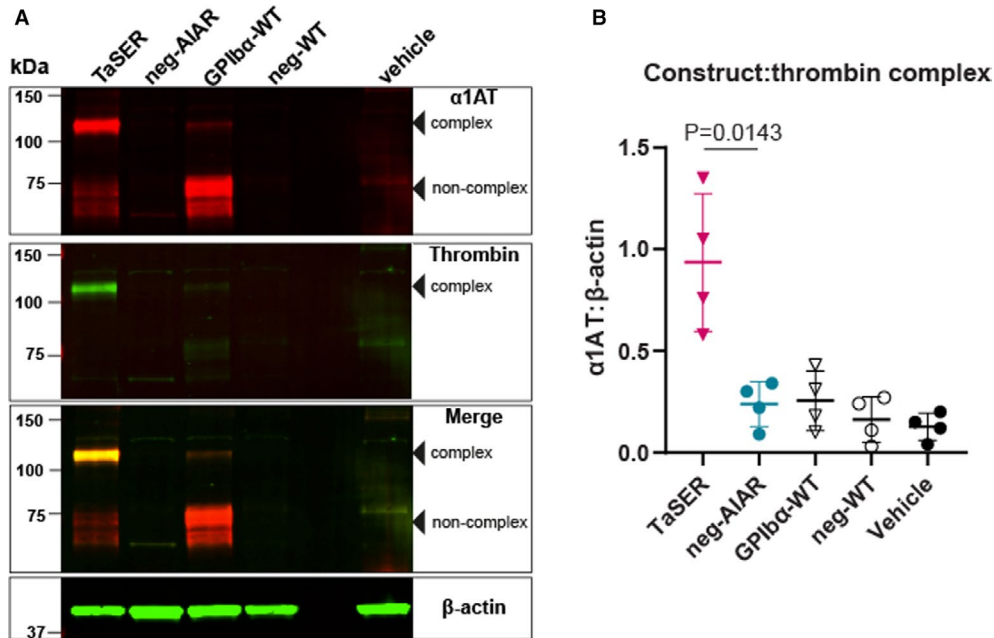 A
kDa
TaSER
neg-AIAR
GPIbα-WT
neg-WT
vehicle
150
100
75
α1AT
complex
non-complex
150
100
75
Thrombin
complex
150
100
75
Merge
complex
non-complex
37
β-actin
B
Construct:thrombin complex
P=0.0143
α1AT:β-actin
1.5
1.0
0.5
0.0
TaSER
neg-AIAR
GPIbα-WT
neg-WT
Vehicle